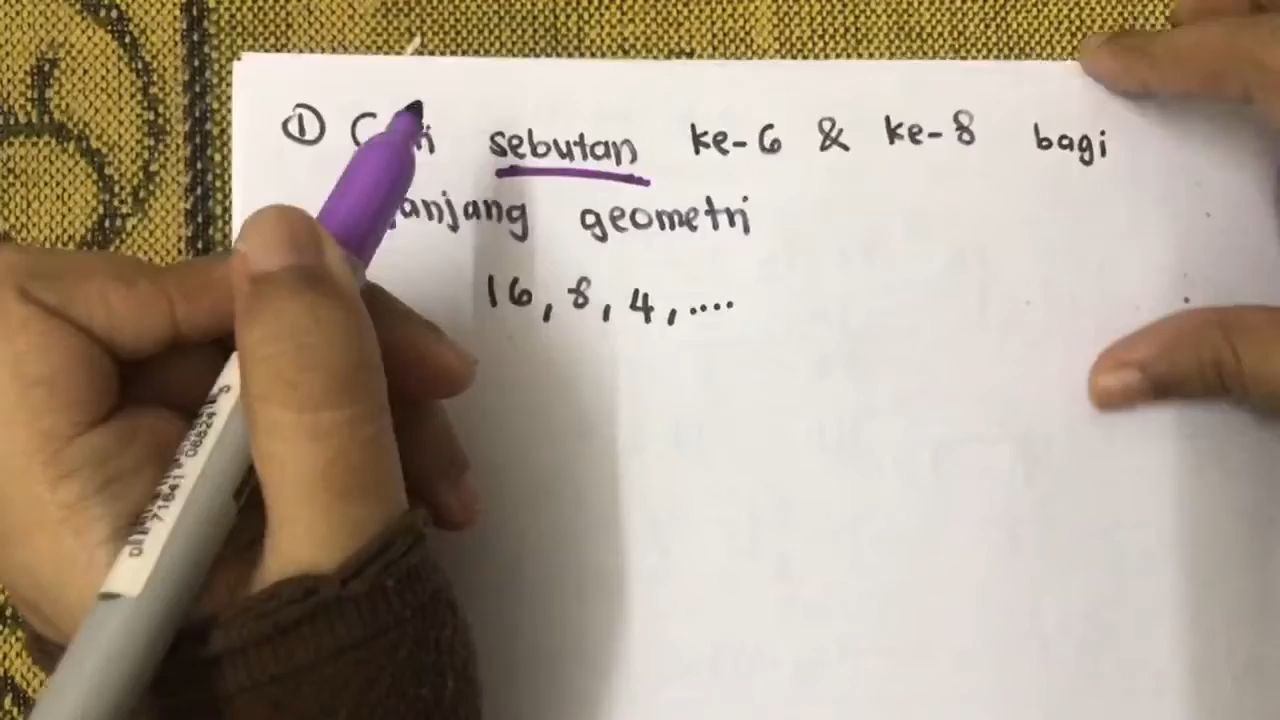 ① sebutan ke-6 & ke-8 bagi
geometri
16, 8, 4, ....